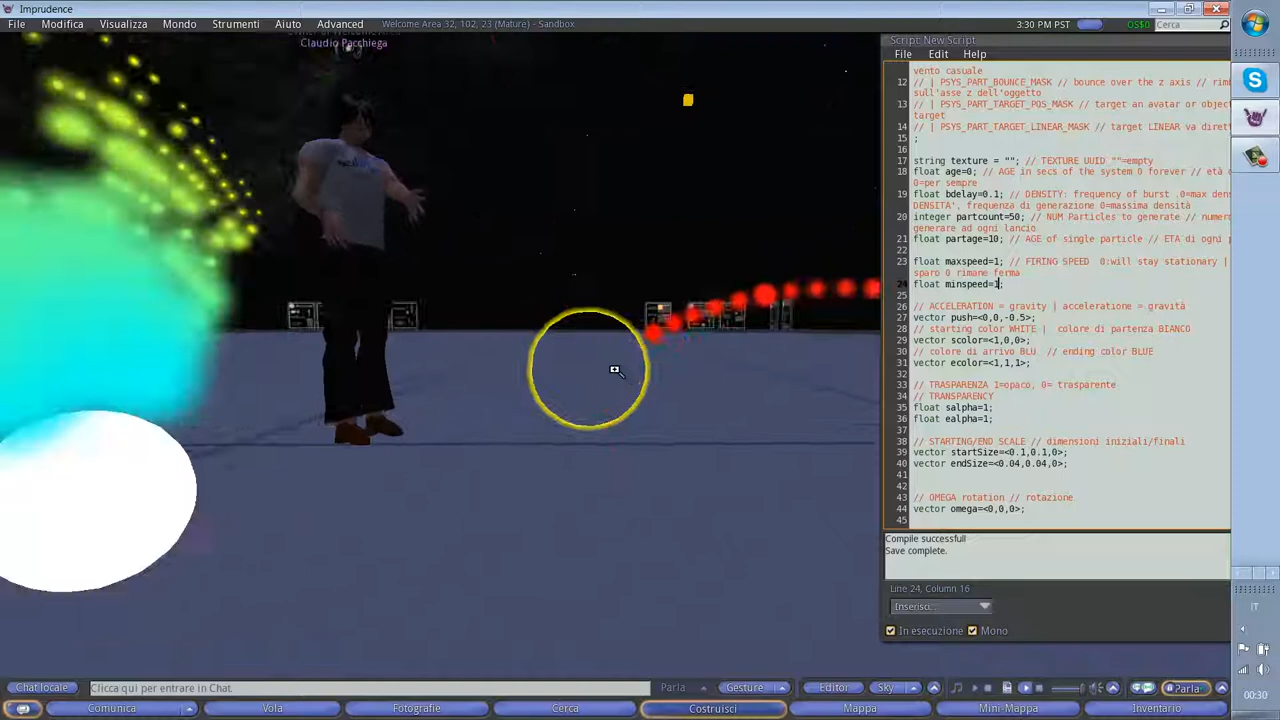 Imprudence
File Modifica Visualizza Mondo Strumenti Aiuto Advanced Welcome Area 32, 102, 23 (Mature) - Sandbox 3:30 PM PST OS$0 Cerca
Claudio Pacchiega
Script: New Script
File Edit Help
vento casuale
12 // | PSYS_PART_BOUNCE_MASK // bounce over the z axis //
sull'asse z dell'oggetto
13 // | PSYS_PART_TARGET_POS_MASK // target an avatar or
target
14 // | PSYS_PART_TARGET_LINEAR_MASK // target LINEAR va
15 ;
16
17 string texture = ""; // TEXTURE UUID ""=empty
18 float age=0; // AGE in secs of the system 0 forever //
0=per sempre
19 float bdelay=0.1; // DENSITY: frequency of burst .0=max
DENSITA', frequenza di generazione 0=massima densità
20 integer partcount=50; // NUM Particles to generate //
generare ad ogni lancio
21 float partage=10; // AGE of single particle // ETA di ogni
22
23 float maxspeed=1; // FIRING SPEED 0:will stay stationary |
sparo 0 rimane ferma
24 float minspeed=1;
25
26 // ACCELERATION = gravity | acceleratione = gravità
27 vector push=<0,0,-0.5>;
28 // starting color WHITE | colore di partenza BIANCO
29 vector scolor=<1,0,0>;
30 // colore di arrivo BLU // ending color BLUE
31 vector ecolor=<1,1,1>;
32
33 // TRASPARENZA 1=opaco, 0= trasparente
34 // TRANSPARENCY
35 float salpha=1;
36 float ealpha=1;
37
38 // STARTING/END SCALE // dimensioni iniziali/finali
39 vector startSize=<0.1,0.1,0>;
40 vector endSize=<0.04,0.04,0>;
41
42
43 // OMEGA rotation // rotazione
44 vector omega=<0,0,0>;
45
Compile successfull
Save complete.
Line 24, Column 16
Inserisci...
In esecuzione Mono
IT
Chat locale Clicca qui per entrare in Chat. Parla Gesture Editor Sky Parla
Comunica Vola Fotografie Cerca Costruisci Mappa Mini-Mappa Inventario
00:30